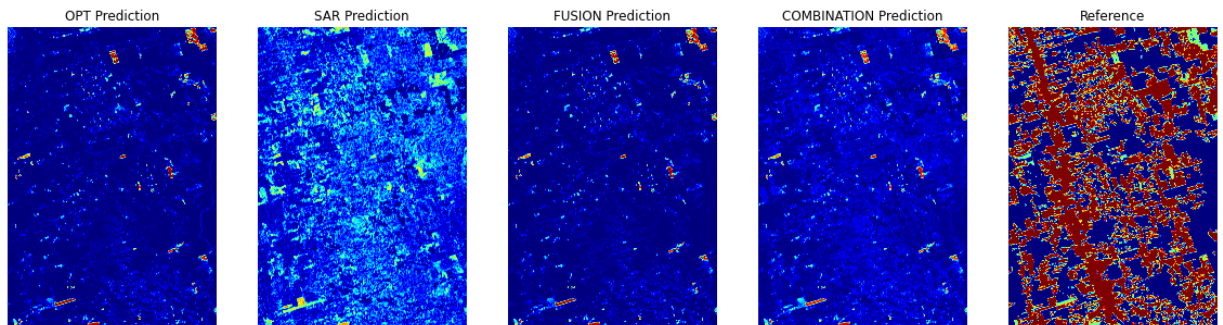 OPT Prediction
SAR Prediction
FUSION Prediction
COMBINATION Prediction
Reference